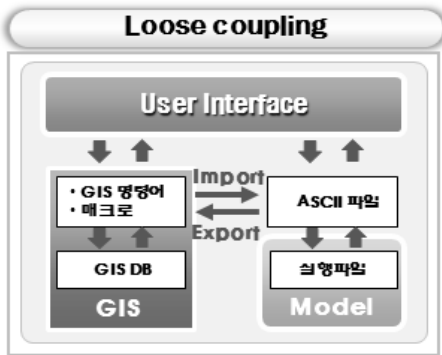 Loose coupling
User Interface
Import
· GIS 명령어
· 매크로
ASCII 파일
Export
GIS DB
실행파일
GIS
Model